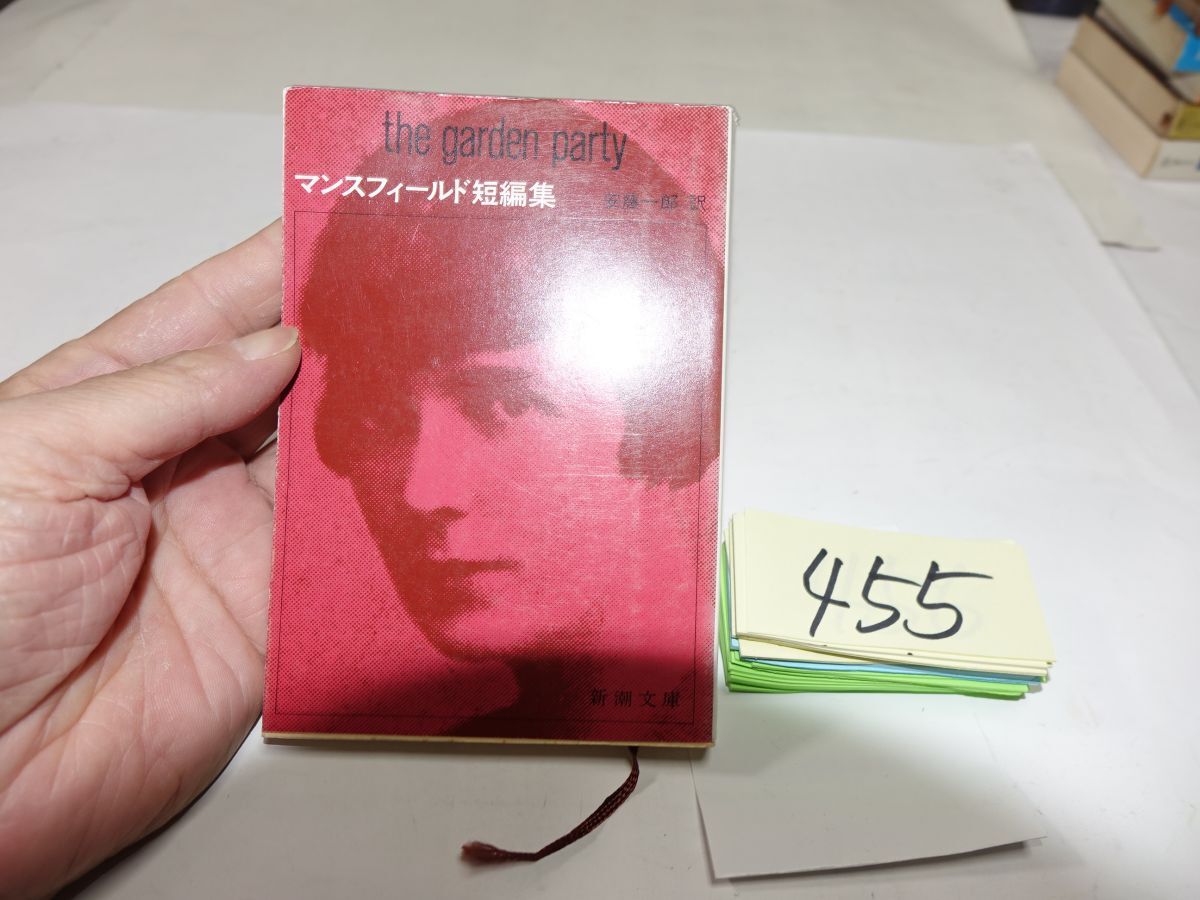 the garden party
マンスフィールド短編集 安藤一郎 訳
新潮文庫
455